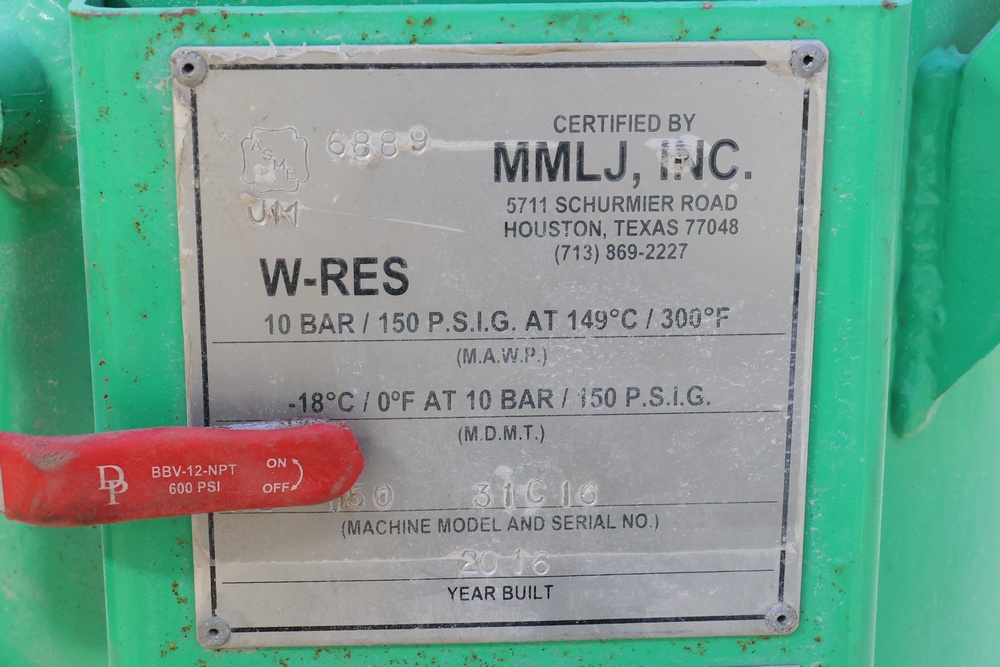 ASME
6889
UM
CERTIFIED BY
MMLJ, INC.
5711 SCHURMIER ROAD
HOUSTON, TEXAS 77048
(713) 869-2227
W-RES
10 BAR / 150 P.S.I.G. AT 149°C / 300°F
(M.A.W.P.)
-18°C / 0°F AT 10 BAR / 150 P.S.I.G.
(M.D.M.T.)
DP
BBV-12-NPT
600 PSI
ON
OFF
31C16
(MACHINE MODEL AND SERIAL NO.)
2016
YEAR BUILT